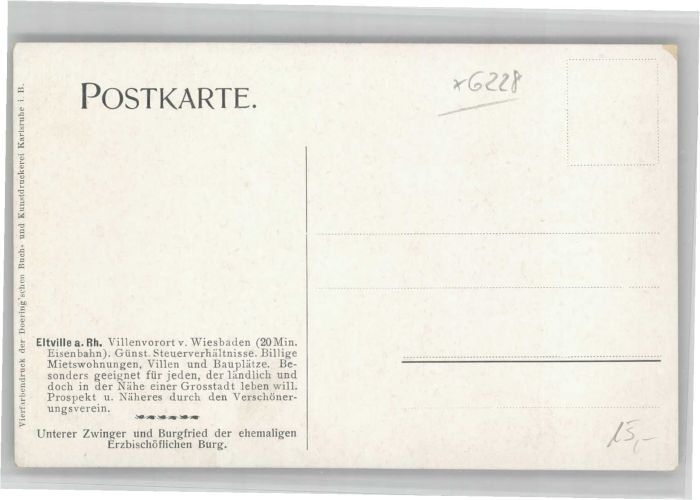 POSTKARTE.
x6228
Vierfarbendruck der Doering'schen Buch- und Kunstdruckerei Karlsruhe i. B.
Eltville a. Rh. Villenvorort v. Wiesbaden (20 Min.
Eisenbahn). Günst. Steuerverhältnisse. Billige
Mietswohnungen, Villen und Bauplätze. Be-
sonders geeignet für jeden, der ländlich und
doch in der Nähe einer Grosstadt leben will.
Prospekt u. Näheres durch den Verschöner-
ungsverein.
Unterer Zwinger und Burgfried der ehemaligen
Erzbischöflichen Burg.
15,-